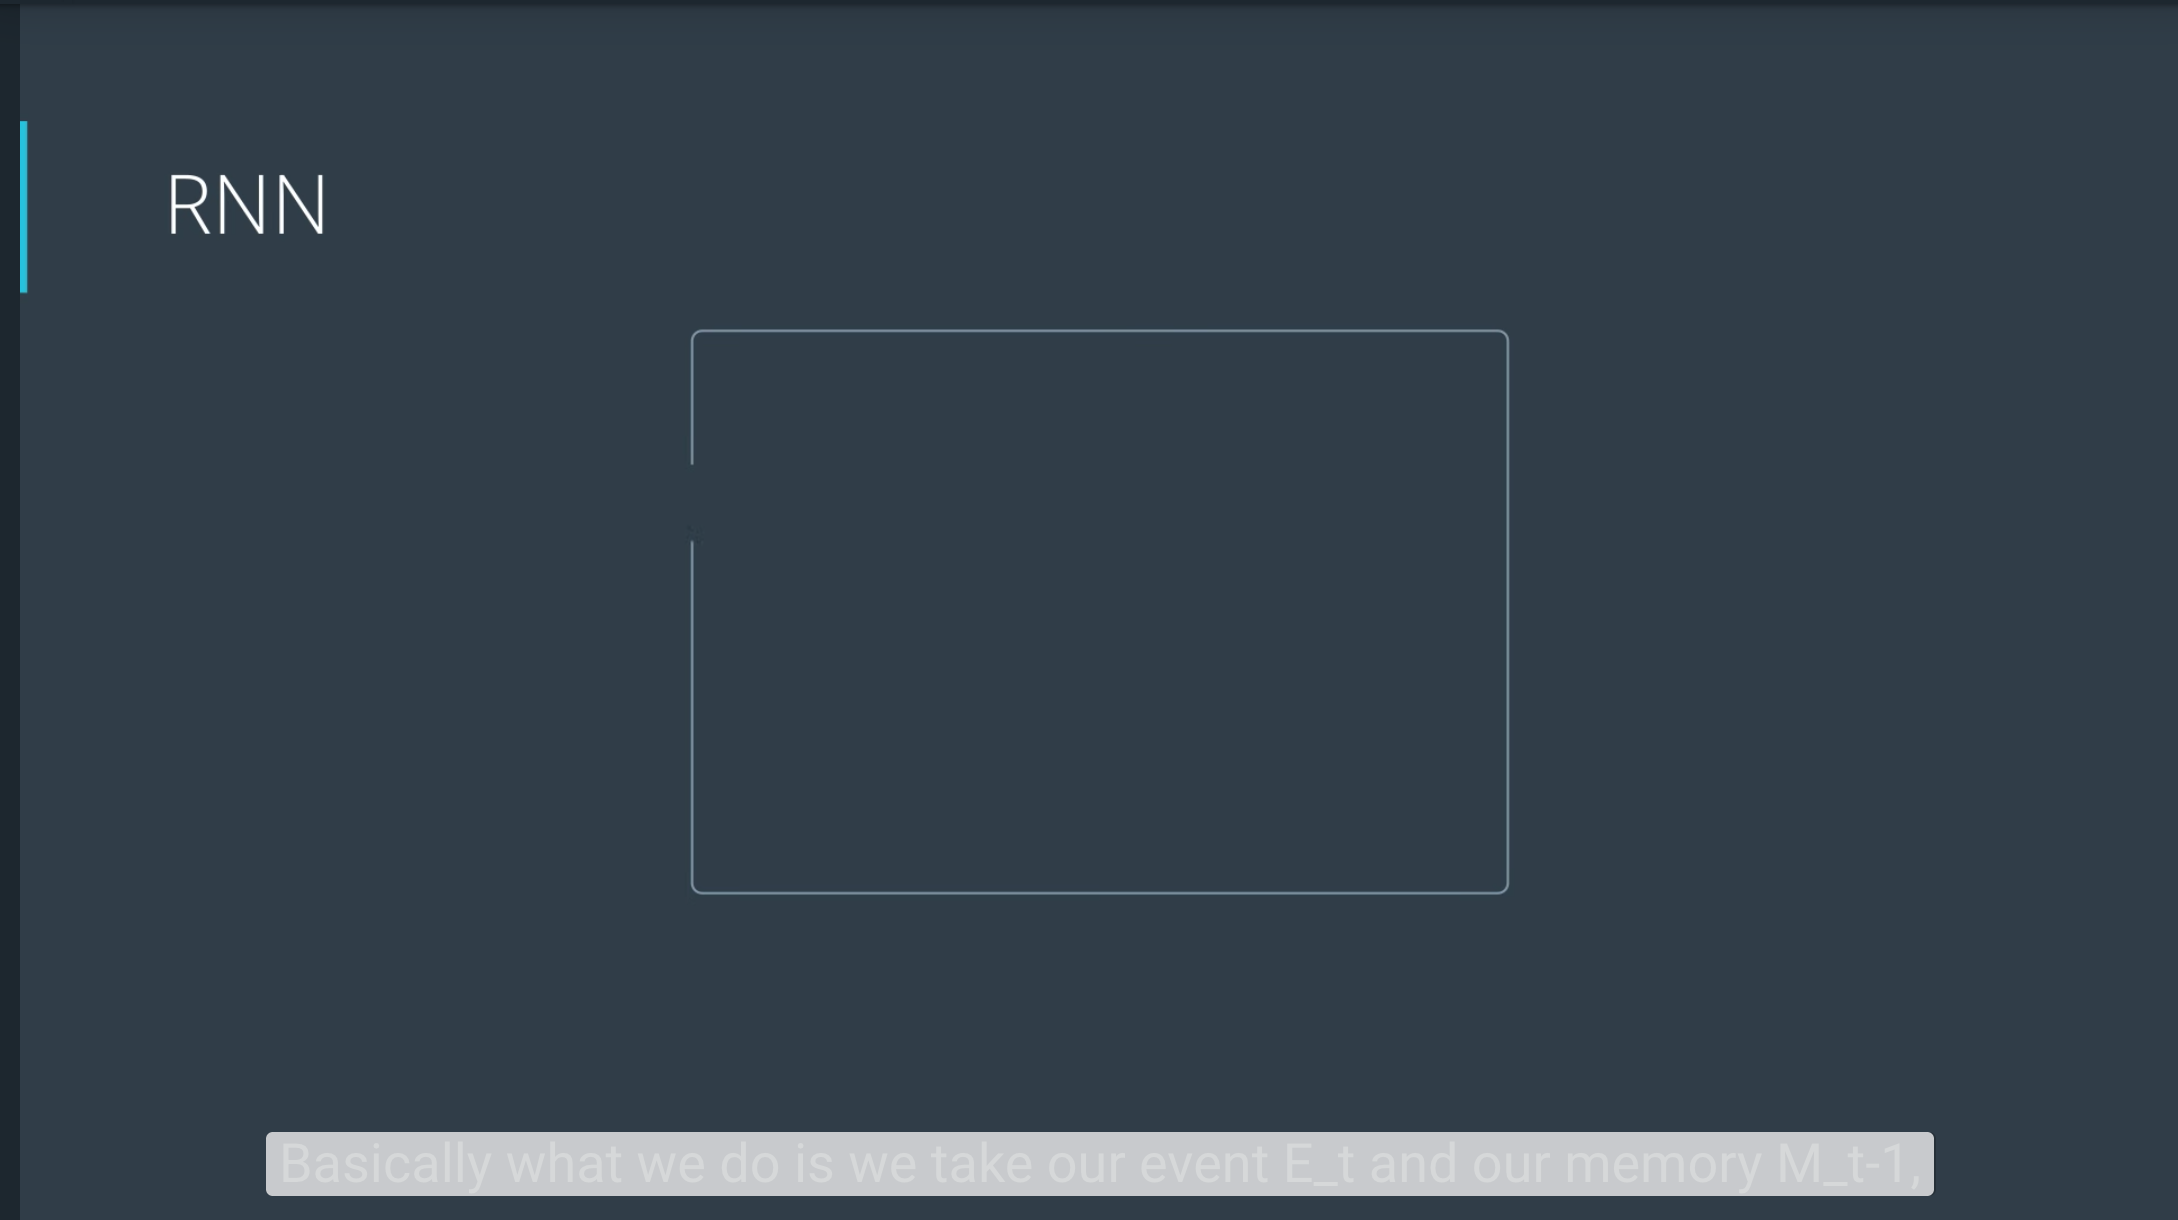 RNN
Basically what we do is we take our event E_t and our memory M_t-1,